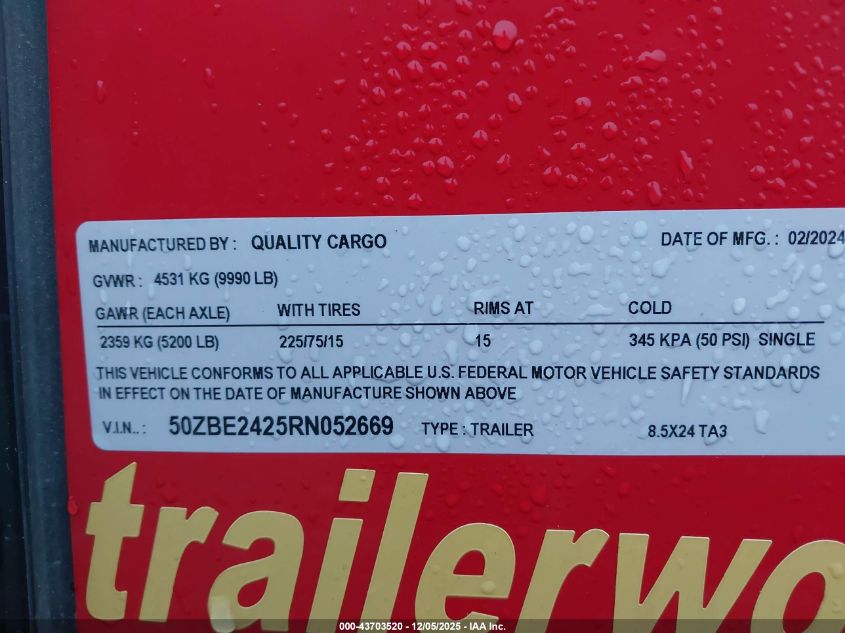 MANUFACTURED BY : QUALITY CARGO DATE OF MFG. : 02/2024
GVWR : 4531 KG (9990 LB)
GAWR (EACH AXLE) WITH TIRES RIMS AT COLD
2359 KG (5200 LB) 225/75/15 15 345 KPA (50 PSI) SINGLE
THIS VEHICLE CONFORMS TO ALL APPLICABLE U.S. FEDERAL MOTOR VEHICLE SAFETY STANDARDS
IN EFFECT ON THE DATE OF MANUFACTURE SHOWN ABOVE
V.I.N.. : 50ZBE2425RN052669 TYPE : TRAILER 8.5X24 TA3
trailerwo
000-43703520 - 12/05/2025 - IAA Inc.